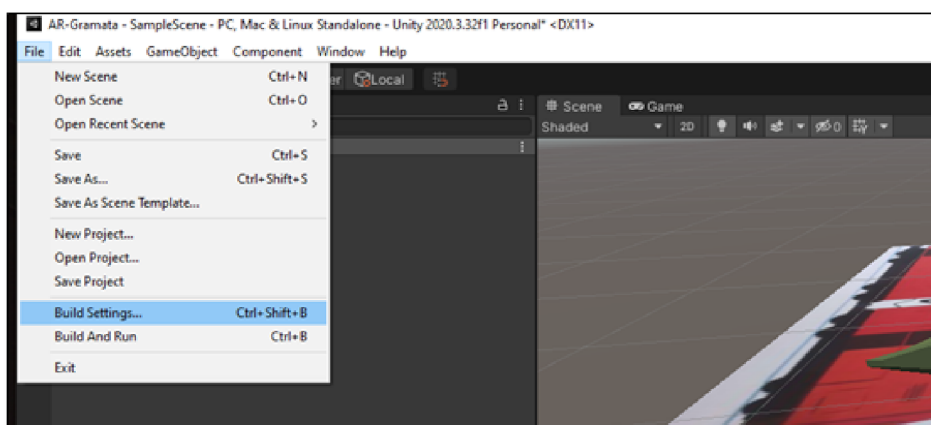 AR-Gramata - SampleScene - PC, Mac & Linux Standalone - Unity 2020.3.32f1 Personal* <DX11>
File Edit Assets GameObject Component Window Help
New Scene Ctrl+N
Open Scene Ctrl+O
Open Recent Scene >
Save Ctrl+S
Save As... Ctrl+Shift+S
Save As Scene Template...
New Project...
Open Project...
Save Project
Build Settings... Ctrl+Shift+B
Build And Run Ctrl+B
Exit
er Local
Scene Game
Shaded 2D 0